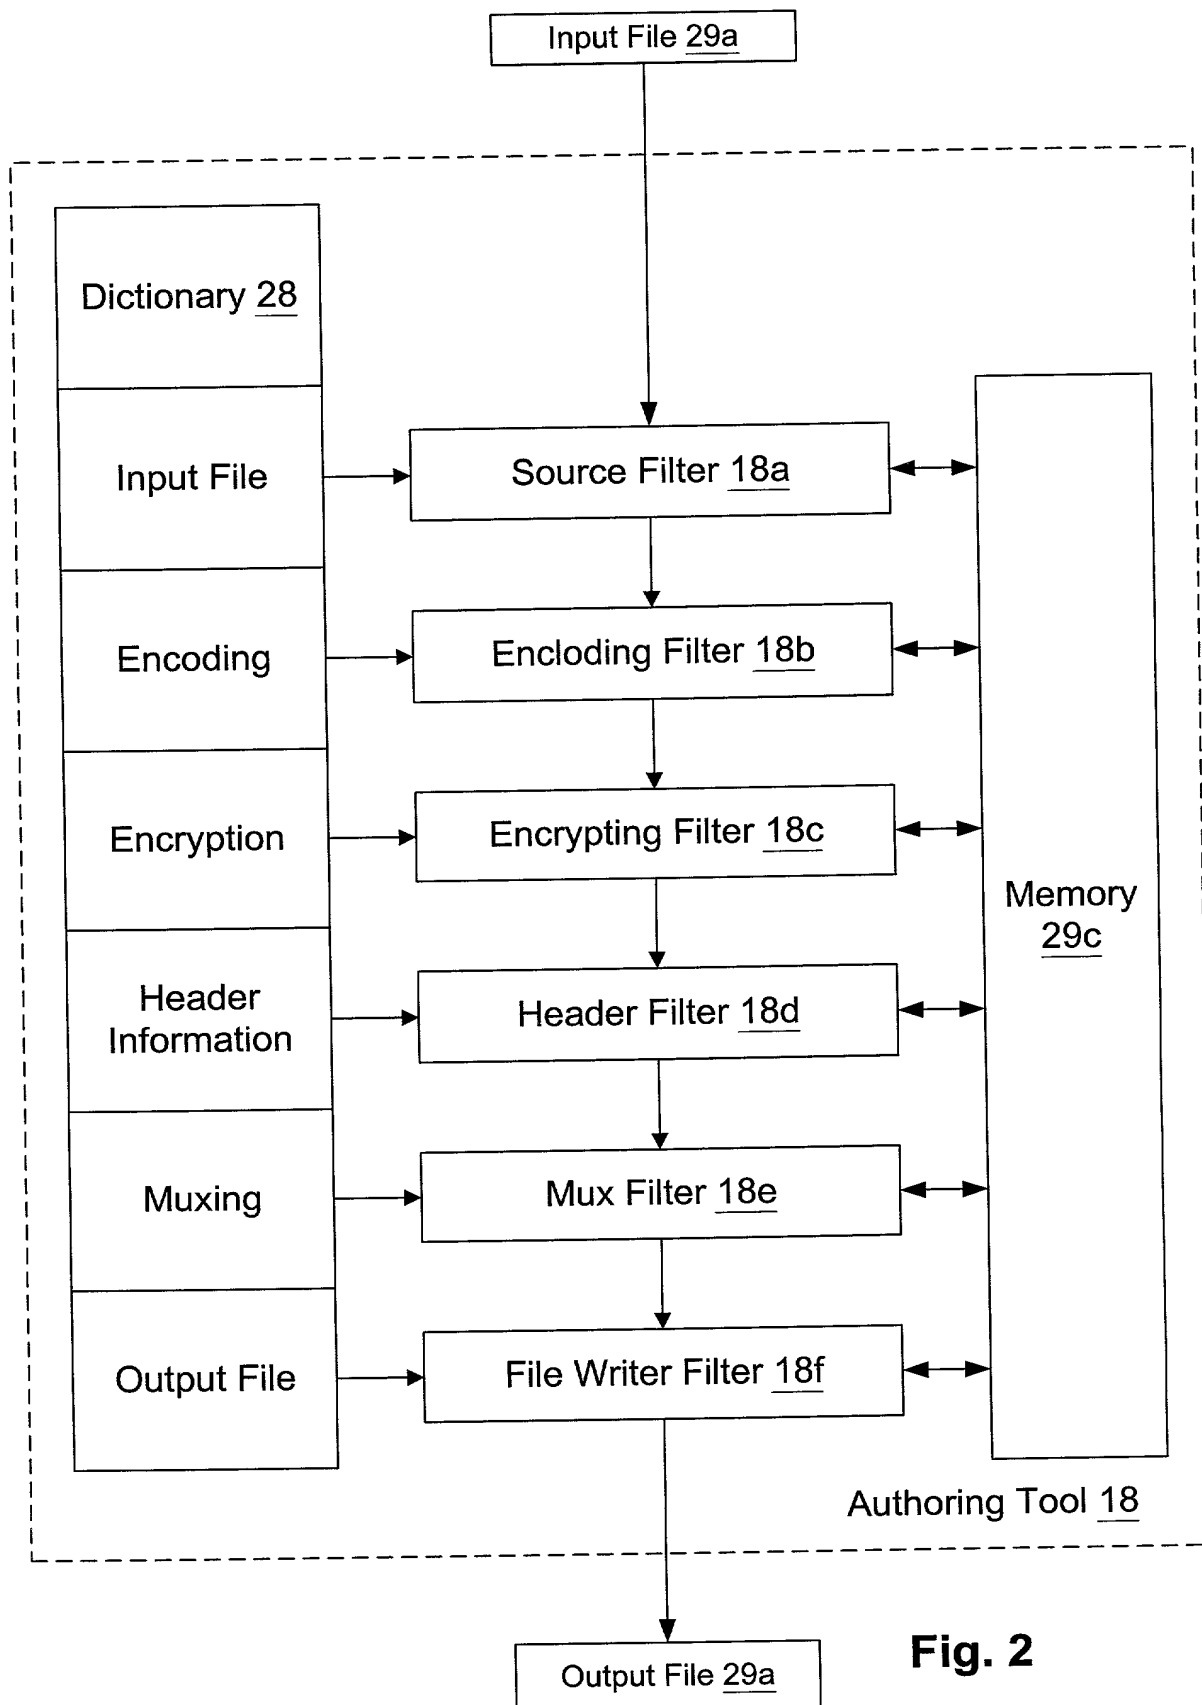 Input File 29a
Dictionary 28
Input File
Source Filter 18a
Encoding
Encloding Filter 18b
Encryption
Encrypting Filter 18c
Memory
29c
Header
Information
Header Filter 18d
Muxing
Mux Filter 18e
Output File
File Writer Filter 18f
Authoring Tool 18
Output File 29a
Fig. 2